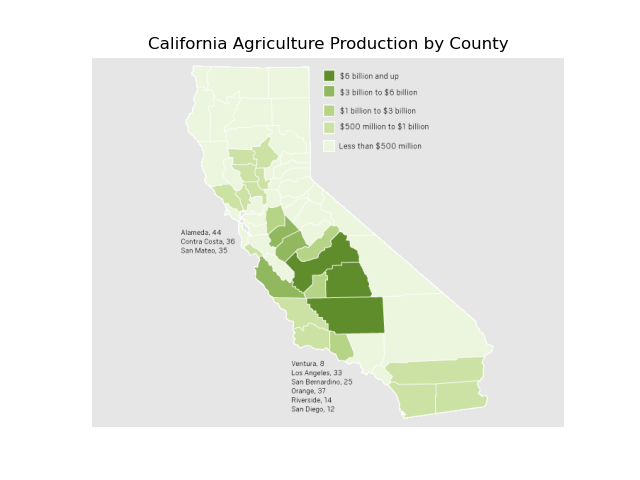 California Agriculture Production by County
$6 billion and up
$3 billion to $6 billion
$1 billion to $3 billion
$500 million to $1 billion
Less than $500 million
Alameda, 44
Contra Costa, 36
San Mateo, 35
Ventura, 8
Los Angeles, 33
San Bernardino, 25
Orange, 37
Riverside, 14
San Diego, 12